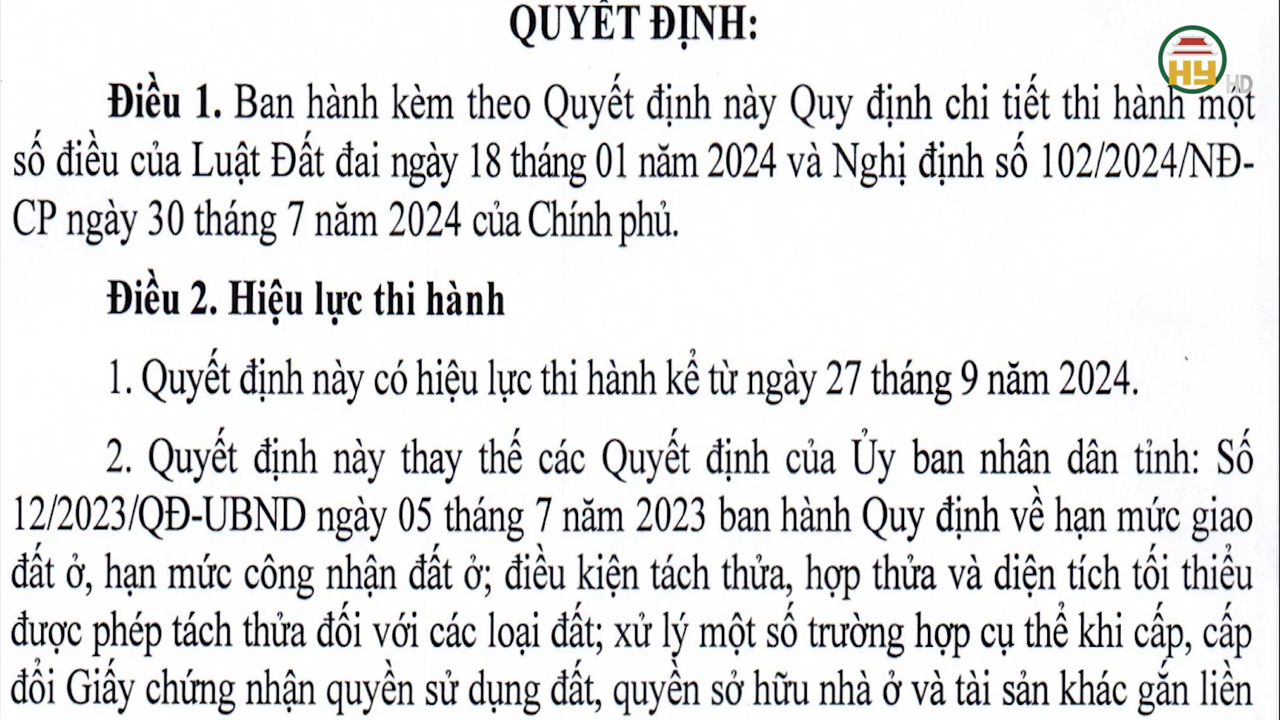 QUYẾT ĐỊNH:
HY HD
Điều 1. Ban hành kèm theo Quyết định này Quy định chi tiết thi hành một
số điều của Luật Đất đai ngày 18 tháng 01 năm 2024 và Nghị định số 102/2024/NĐ-
CP ngày 30 tháng 7 năm 2024 của Chính phủ.
Điều 2. Hiệu lực thi hành
1. Quyết định này có hiệu lực thi hành kể từ ngày 27 tháng 9 năm 2024.
2. Quyết định này thay thế các Quyết định của Ủy ban nhân dân tỉnh: Số
12/2023/QĐ-UBND ngày 05 tháng 7 năm 2023 ban hành Quy định về hạn mức giao
đất ở, hạn mức công nhận đất ở; điều kiện tách thửa, hợp thửa và diện tích tối thiểu
được phép tách thửa đối với các loại đất; xử lý một số trường hợp cụ thể khi cấp, cấp
đổi Giấy chứng nhận quyền sử dụng đất, quyền sở hữu nhà ở và tài sản khác gắn liền